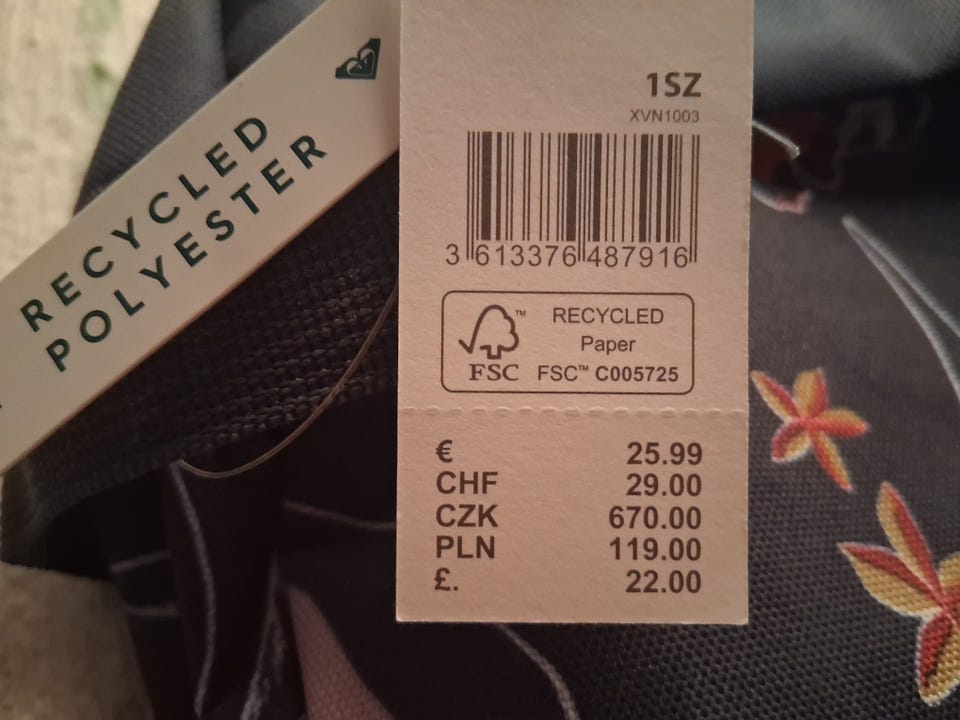 RECYCLED
POLYESTER
1SZ
XVN1003
3 613376 487916
FSC
™
RECYCLED
Paper
FSC™ C005725
€ 25.99
CHF 29.00
CZK 670.00
PLN 119.00
£. 22.00